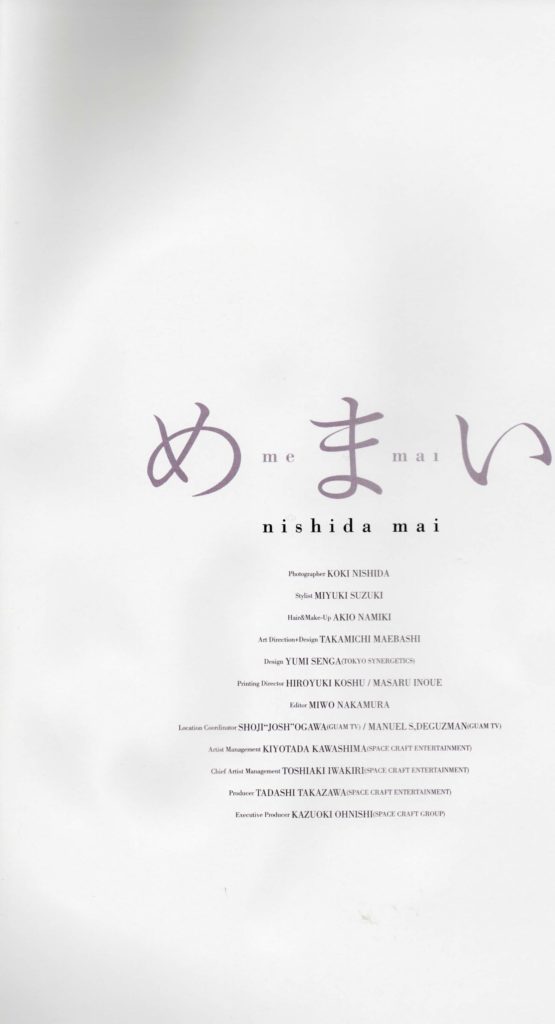 めまい
me mai
nishida mai
Photographer KOKI NISHIDA
Stylist MIYUKI SUZUKI
Hair&Make-Up AKIO NAMIKI
Art Direction+Design TAKAMICHI MAEBASHI
Design YUMI SENGA(TOKYO SYNERGETICS)
Printing Director HIROYUKI KOSHU / MASARU INOUE
Editor MIWO NAKAMURA
Location Coordinator SHOJI"JOSH"OGAWA(GUAM TV) / MANUEL S,DEGUZMAN(GUAM TV)
Artist Management KIYOTADA KAWASHIMA(SPACE CRAFT ENTERTAINMENT)
Chief Artist Management TOSHIAKI IWAKIRI(SPACE CRAFT ENTERTAINMENT)
Producer TADASHI TAKAZAWA(SPACE CRAFT ENTERTAINMENT)
Executive Producer KAZUOKI OHNISHI(SPACE CRAFT GROUP)